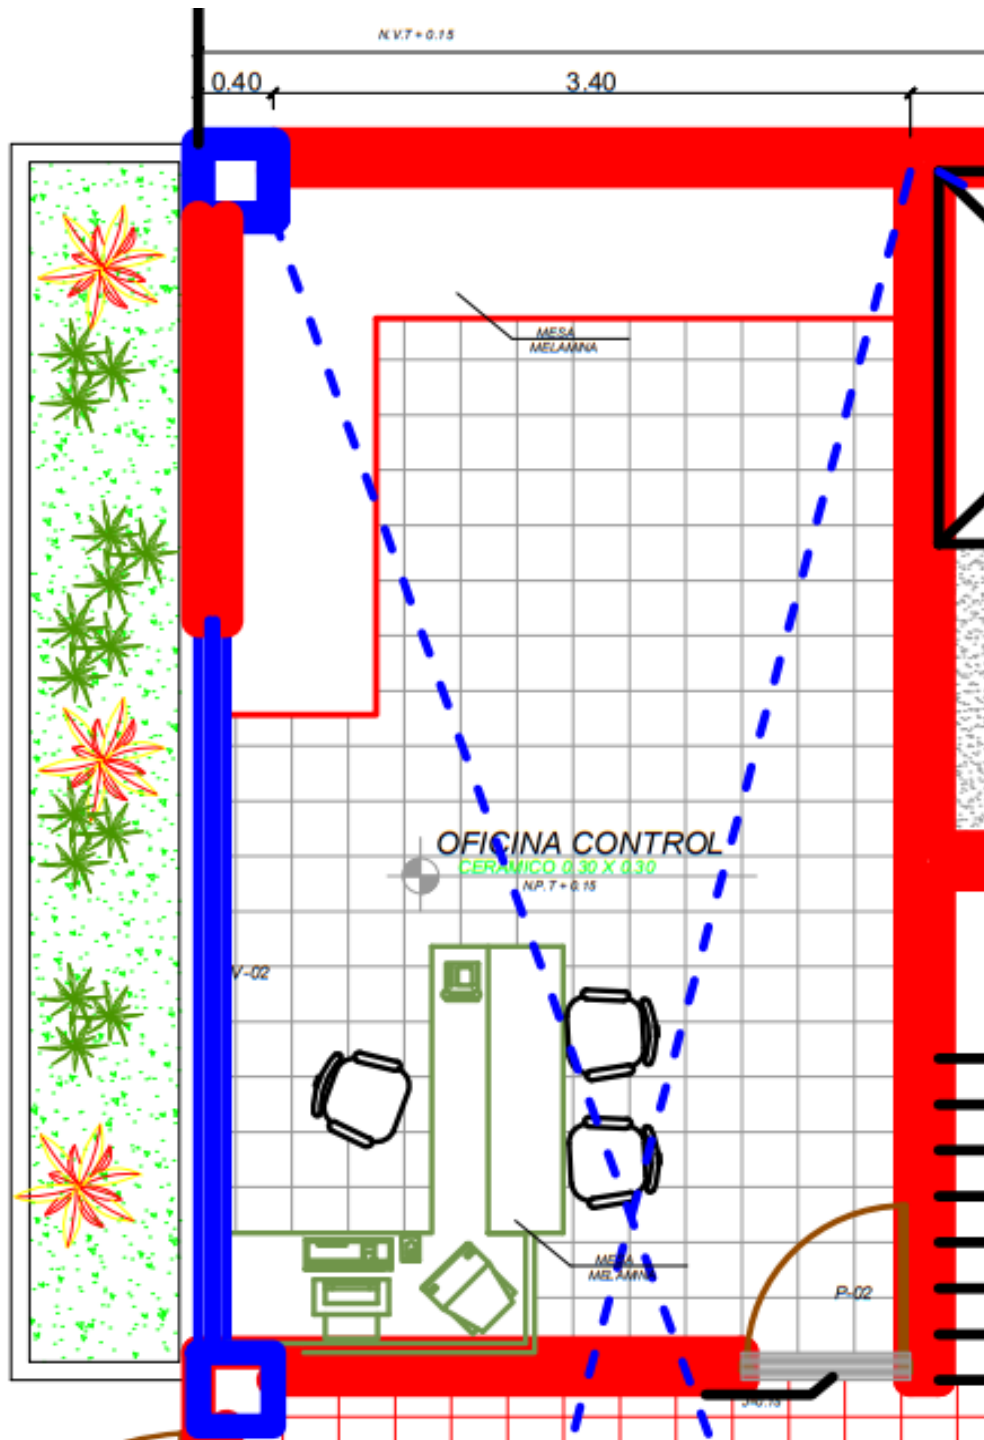 N.V.T + 0.15
0.40
3.40
MESA
MELAMINA
OFICINA CONTROL
CERAMICO 0.30 X 0.30
N.P.T + 0.15
V-02
MESA
MELAMINA
P-02